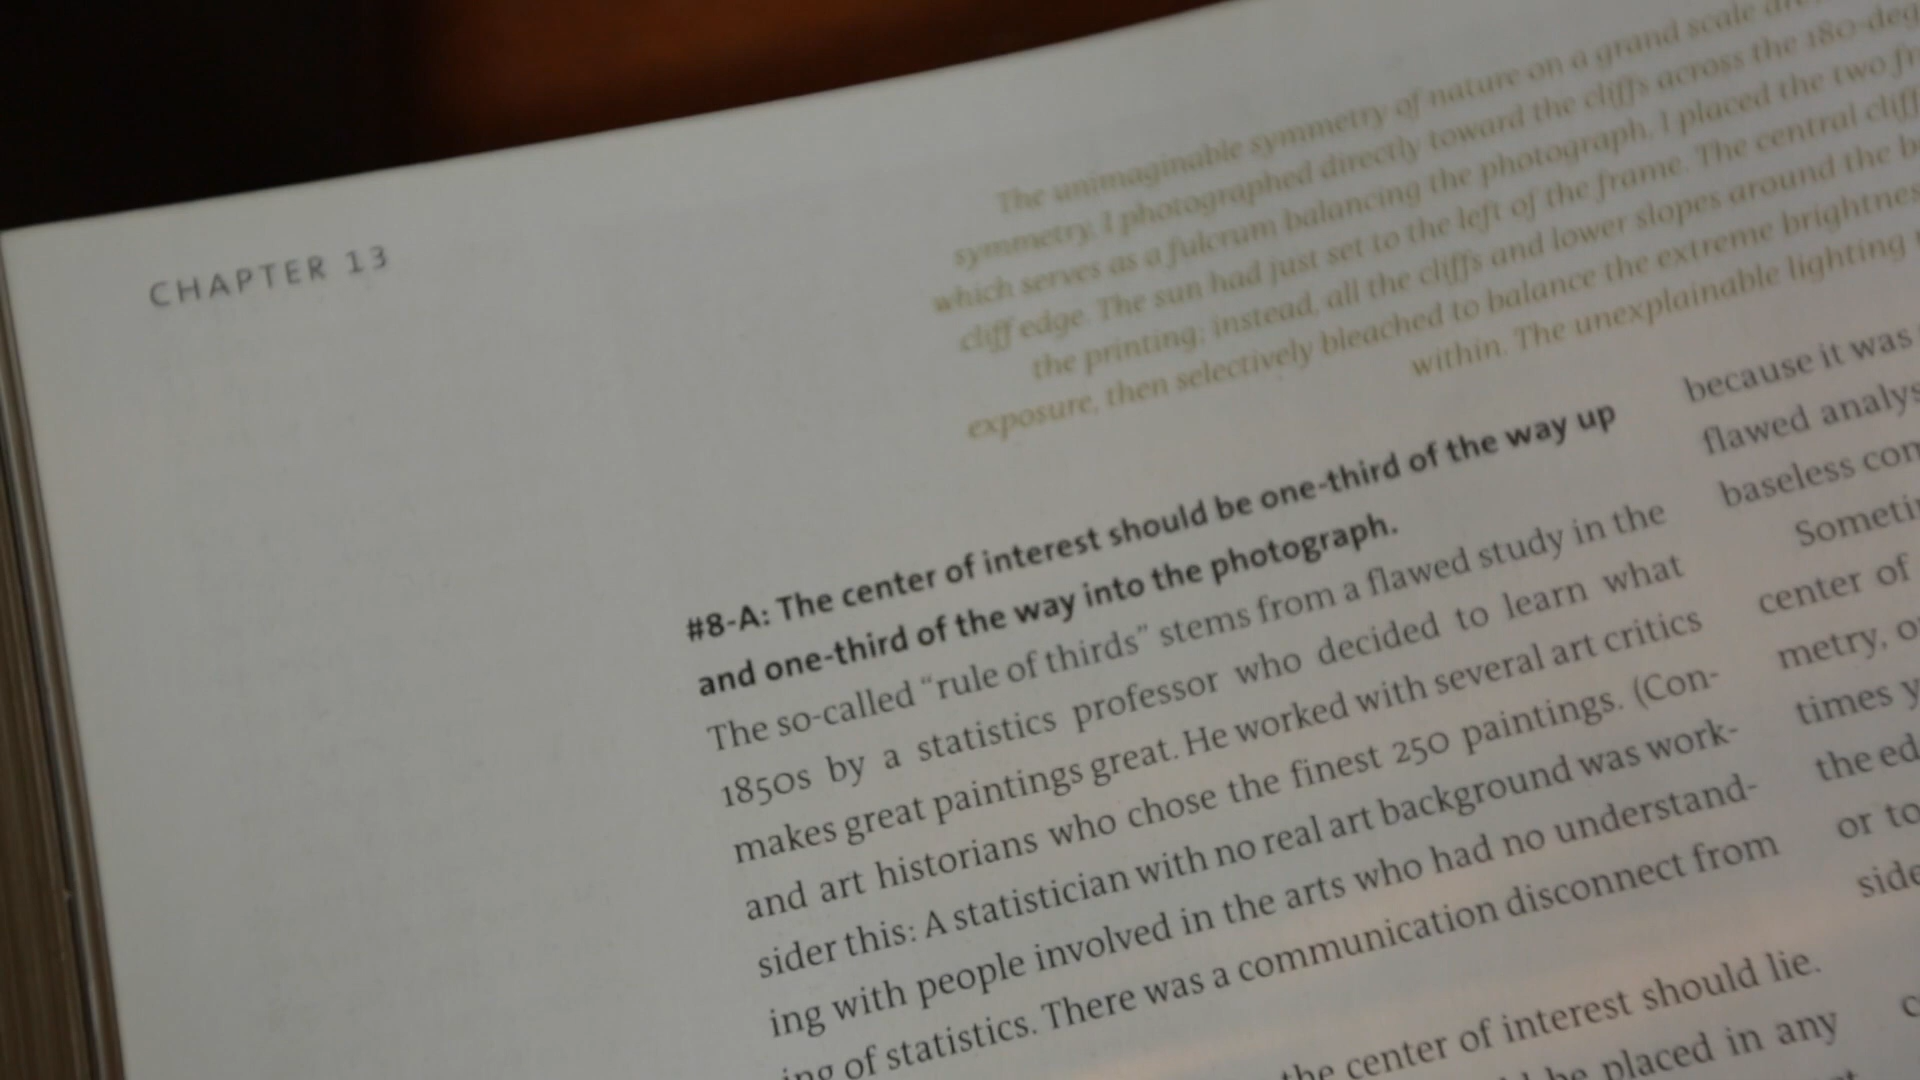 CHAPTER 13
The unimaginable symmetry of nature on a grand scale
symmetry, I photographed directly toward the cliffs across the 180-deg
which serves as a fulcrum balancing the photograph. I placed the two
cliff edge. The sun had just set to the left of the frame. The central cliff
the printing; instead, all the cliffs and lower slopes around the
exposure, then selectively bleached to balance the extreme brightnes
within. The unexplainable lighting
#8-A: The center of interest should be one-third of the way up
and one-third of the way into the photograph.
The so-called “rule of thirds” stems from a flawed study in the
1850s by a statistics professor who decided to learn what
makes great paintings great. He worked with several art critics
and art historians who chose the finest 250 paintings. (Con-
sider this: A statistician with no real art background was work-
ing with people involved in the arts who had no understand-
ing of statistics. There was a communication disconnect from
the center of interest should lie.
be placed in any
because it was
flawed analys
baseless con
Someti
center of
metry, o
times y
the ed
or to
side